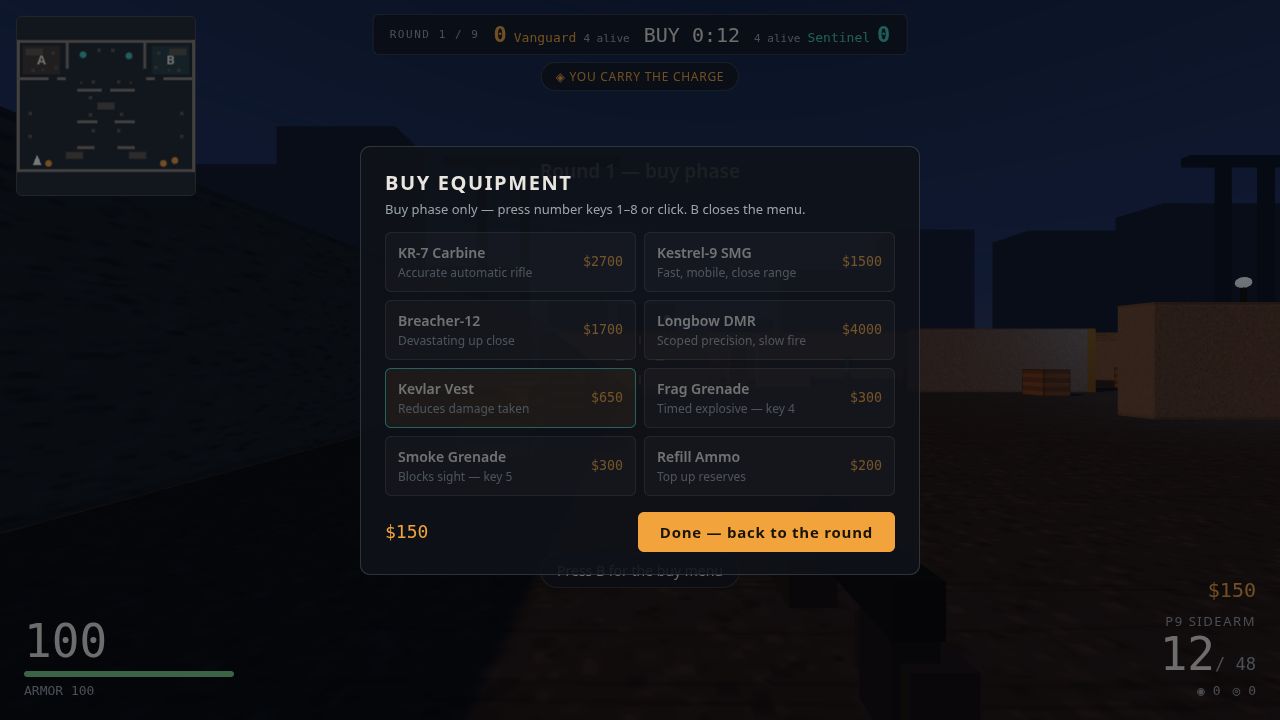 A
B
ROUND 1 / 9 0 Vanguard 4 alive BUY 0:12 4 alive Sentinel 0
◈ YOU CARRY THE CHARGE
Round 1 — buy phase
BUY EQUIPMENT
Buy phase only — press number keys 1–8 or click. B closes the menu.
KR-7 Carbine
Accurate automatic rifle
$2700
Kestrel-9 SMG
Fast, mobile, close range
$1500
Breacher-12
Devastating up close
$1700
Longbow DMR
Scoped precision, slow fire
$4000
Kevlar Vest
Reduces damage taken
$650
Frag Grenade
Timed explosive — key 4
$300
Smoke Grenade
Blocks sight — key 5
$300
Refill Ammo
Top up reserves
$200
$150
Done — back to the round
Press B for the buy menu
100
ARMOR 100
$150
P9 SIDEARM
12 / 48
◉ 0 ◎ 0